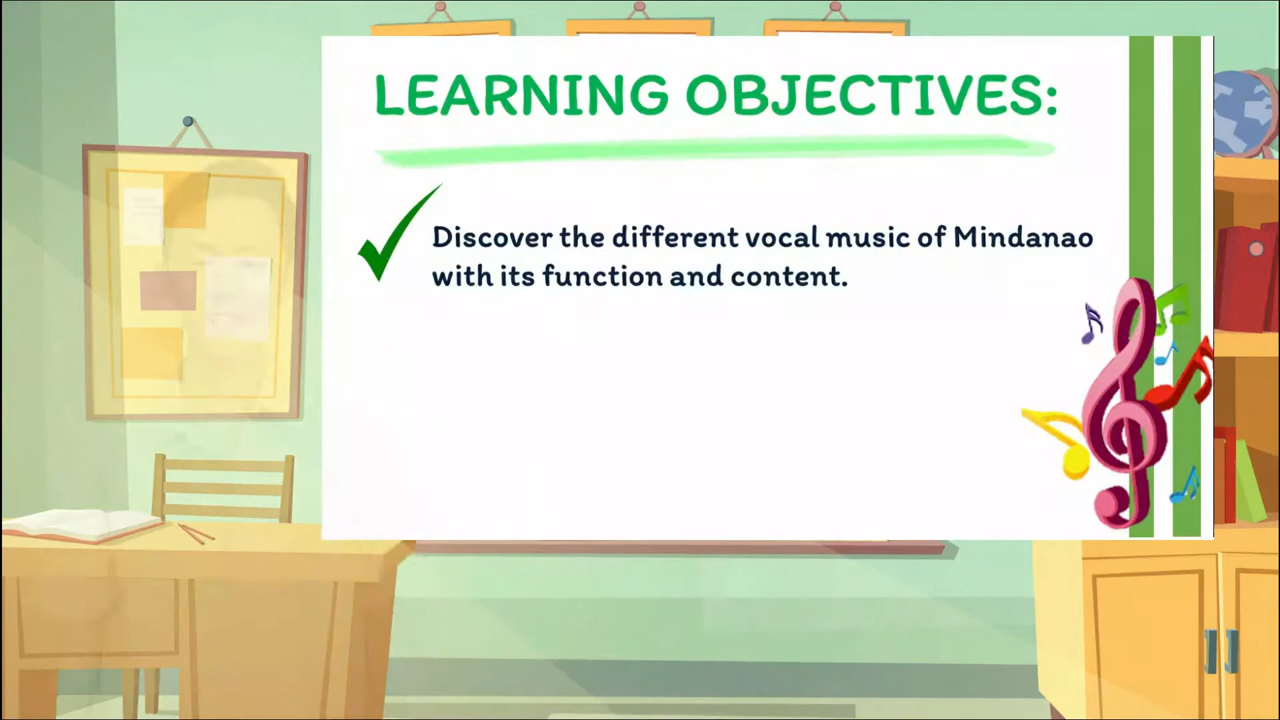 LEARNING OBJECTIVES:
Discover the different vocal music of Mindanao
with its function and content.